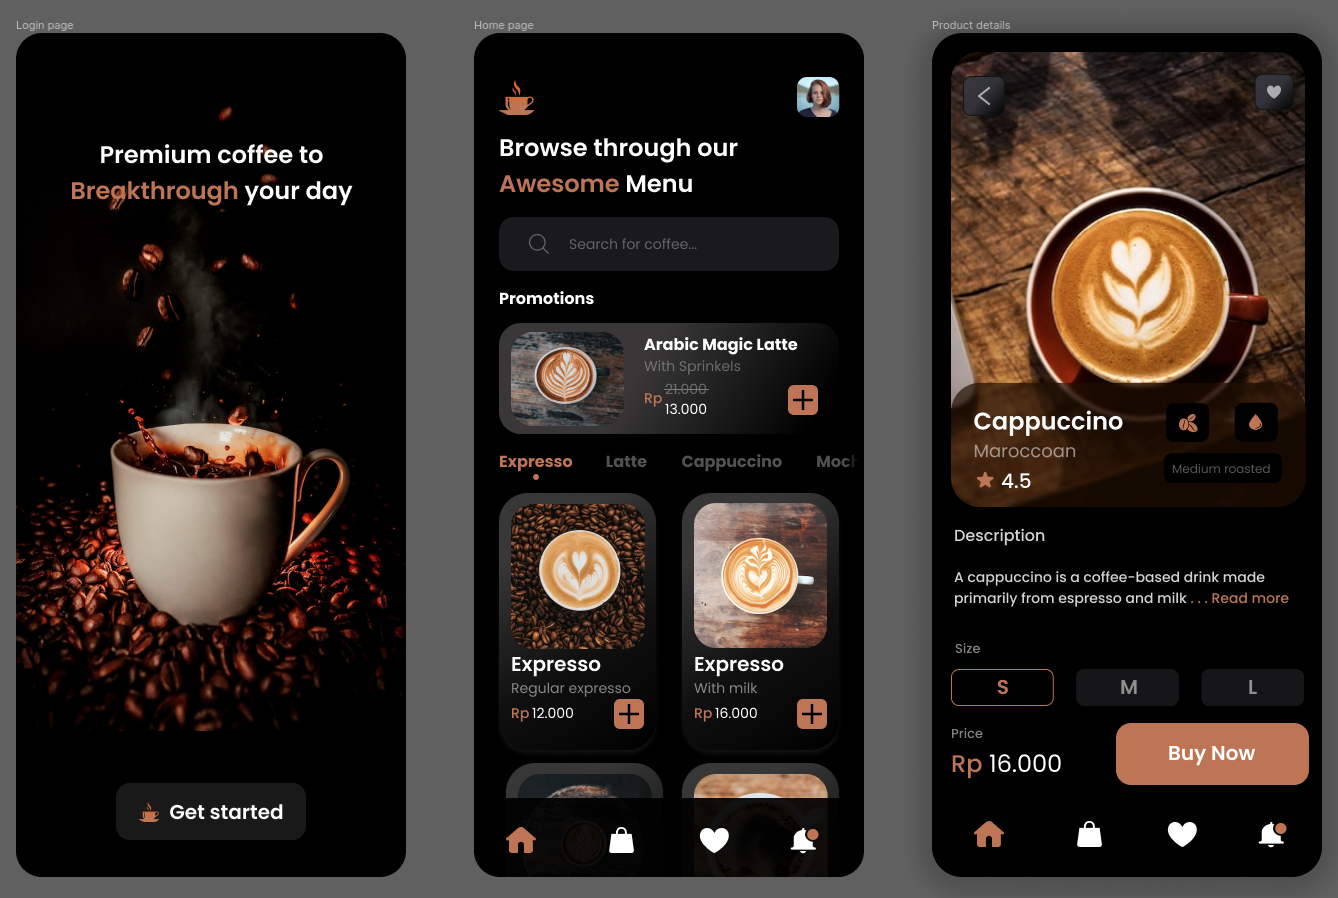 Login page
Premium coffee to
Breakthrough your day
Get started
Home page
Browse through our
Awesome Menu
Search for coffee...
Promotions
Arabic Magic Latte
With Sprinkels
Rp 21.000
13.000
Expresso Latte Cappuccino Moch
Expresso
Regular expresso
Rp 12.000
Expresso
With milk
Rp 16.000
Product details
Cappuccino
Maroccoan
4.5
Medium roasted
Description
A cappuccino is a coffee-based drink made
primarily from espresso and milk . . . Read more
Size
S M L
Price
Rp 16.000
Buy Now